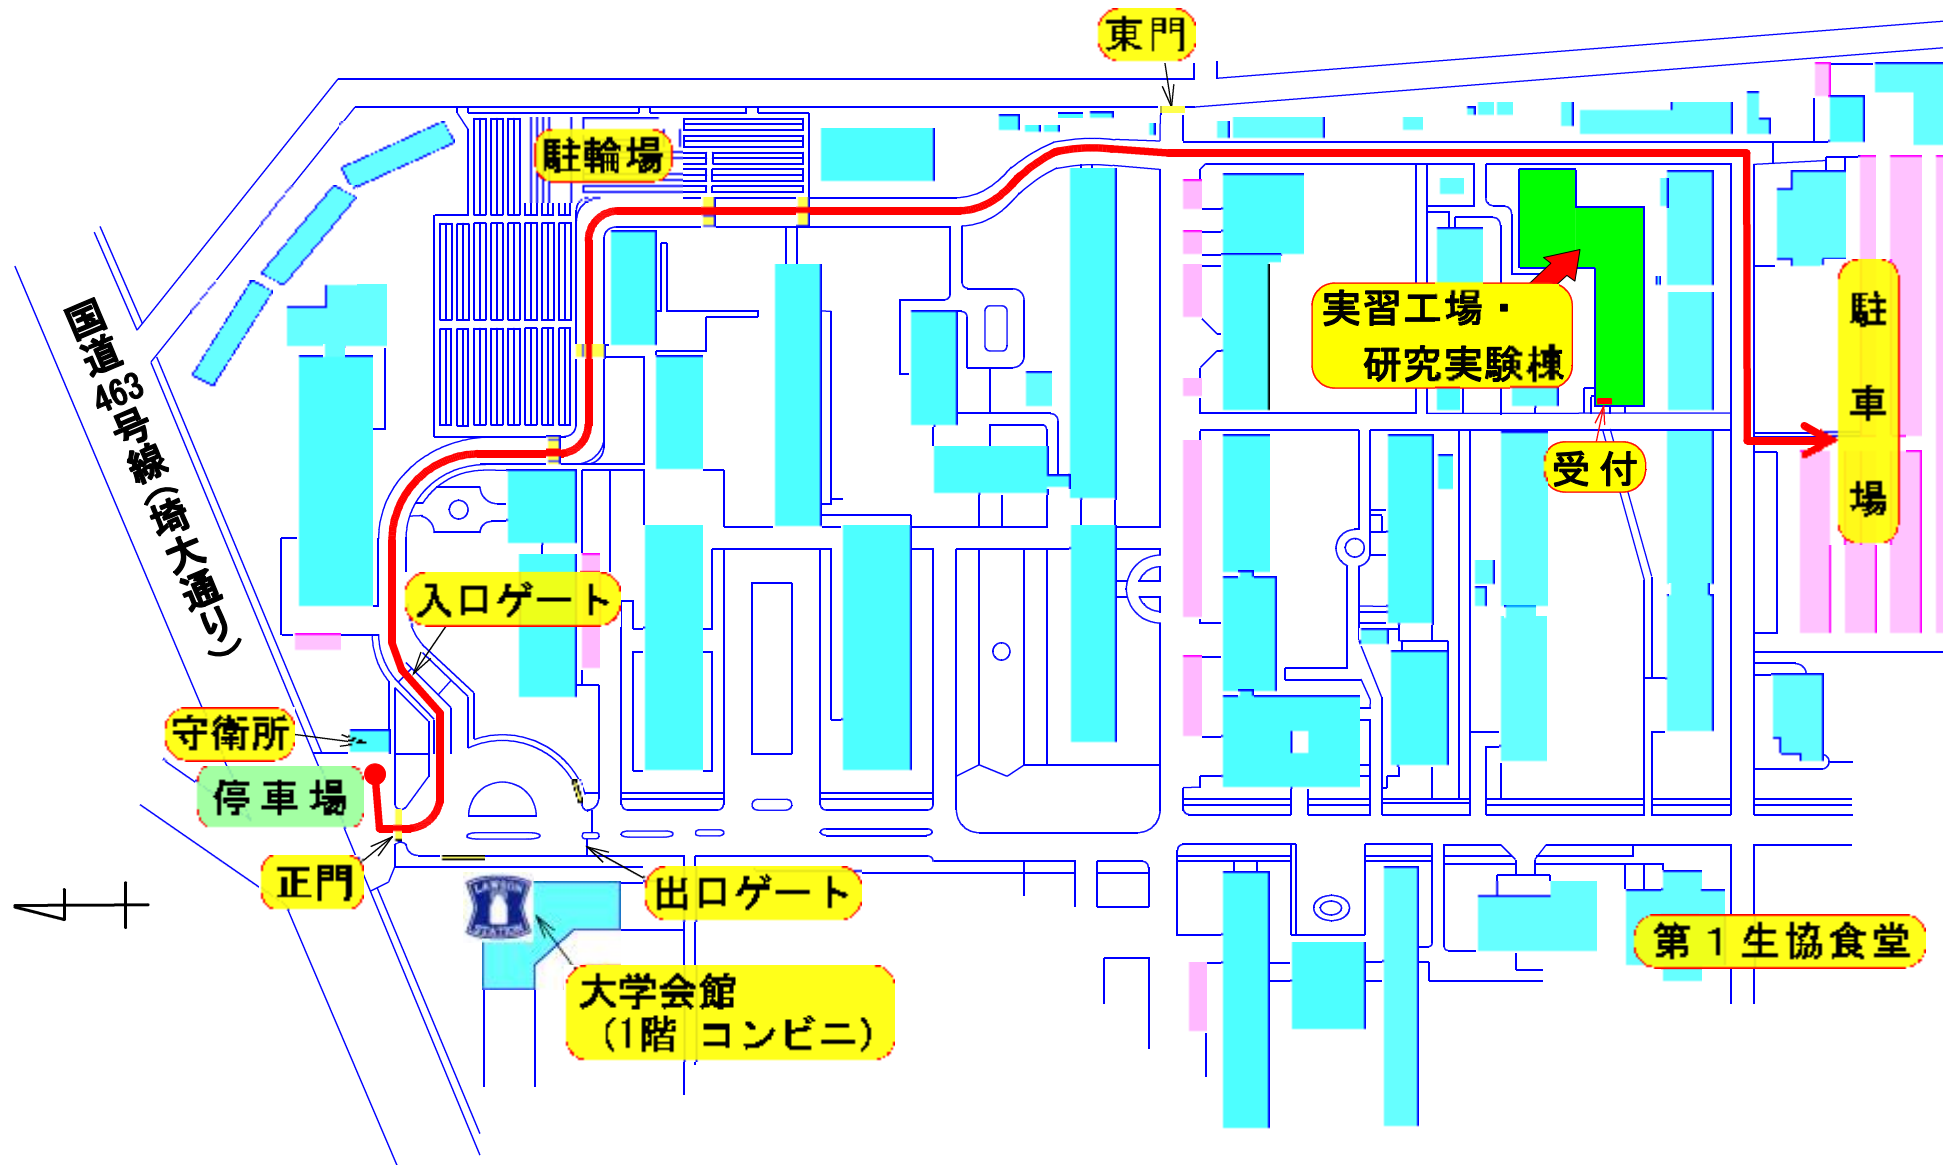 東門
駐輪場
国道463号線(埼大通り)
実習工場・
研究実験棟
駐車場
受付
入口ゲート
守衛所
停車場
正門
出口ゲート
LAWSON
大学会館
(1階 コンビニ)
第1生協食堂